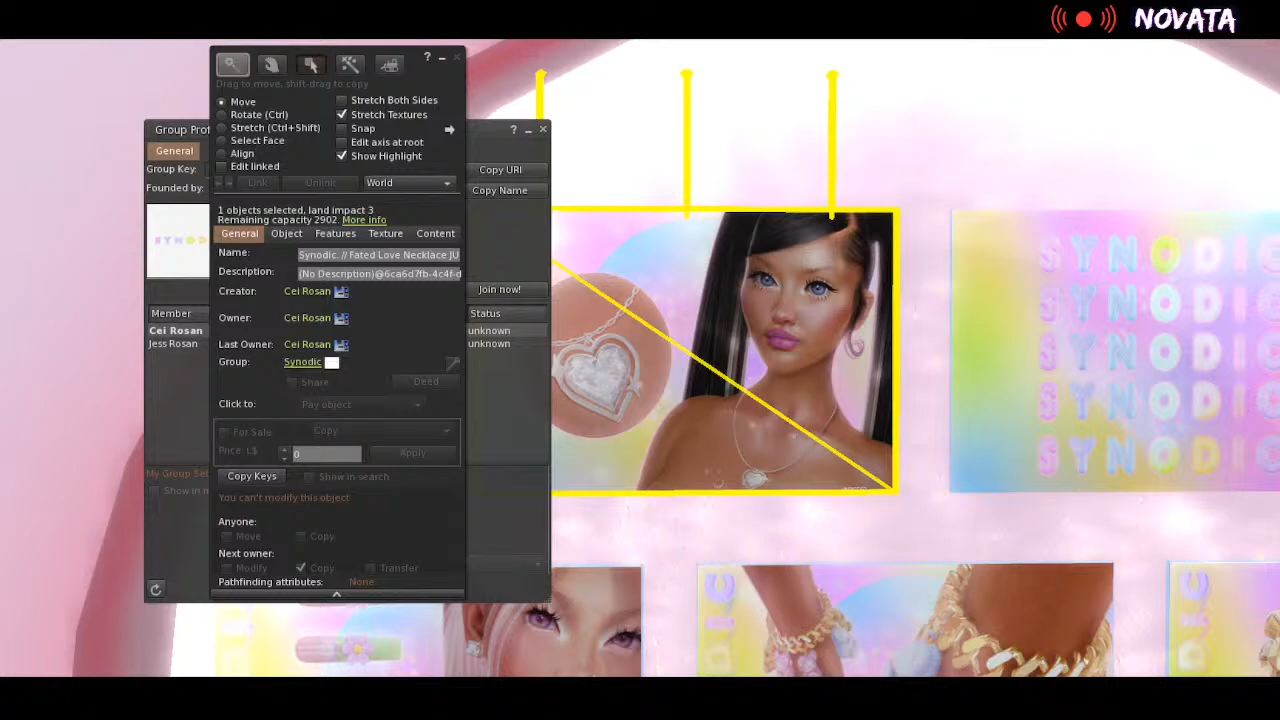 NOVATA
Drag to move, shift-drag to copy
Move
Rotate (Ctrl)
Stretch (Ctrl+Shift)
Select Face
Align
Edit linked
Stretch Both Sides
Stretch Textures
Snap
Edit axis at root
Show Highlight
Link
Unlink
World
1 objects selected, land impact 3
Remaining capacity 2902. More info
General
Object
Features
Texture
Content
Name:
Synodic. // Fated Love Necklace JU
Description:
(No Description)@6ca6d7fb-4c4f-d
Creator:
Cei Rosan
Owner:
Cei Rosan
Last Owner:
Cei Rosan
Group:
Synodic
Share
Deed
Click to:
Pay object
For Sale
Copy
Price: L$
0
Apply
Copy Keys
Show in search
You can't modify this object
Anyone:
Move
Copy
Next owner:
Modify
Copy
Transfer
Pathfinding attributes:
None
General
Group Key:
Founded by:
SYNOD
Member
Cei Rosan
Jess Rosan
Copy URI
Copy Name
Join now!
Status
unknown
unknown
SYNODIC
SYNODIC
SYNODIC
SYNODIC
SYNODIC